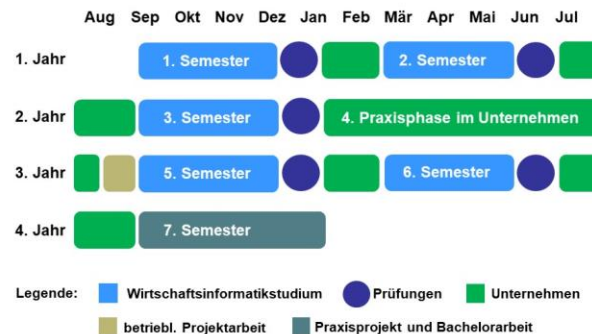 Aug Sep Okt Nov Dez Jan Feb Mär Apr Mai Jun Jul
1. Jahr 1. Semester 2. Semester
2. Jahr 3. Semester 4. Praxisphase im Unternehmen
3. Jahr 5. Semester 6. Semester
4. Jahr 7. Semester
Legende: Wirtschaftsinformatikstudium Prüfungen Unternehmen
betriebl. Projektarbeit Praxisprojekt und Bachelorarbeit